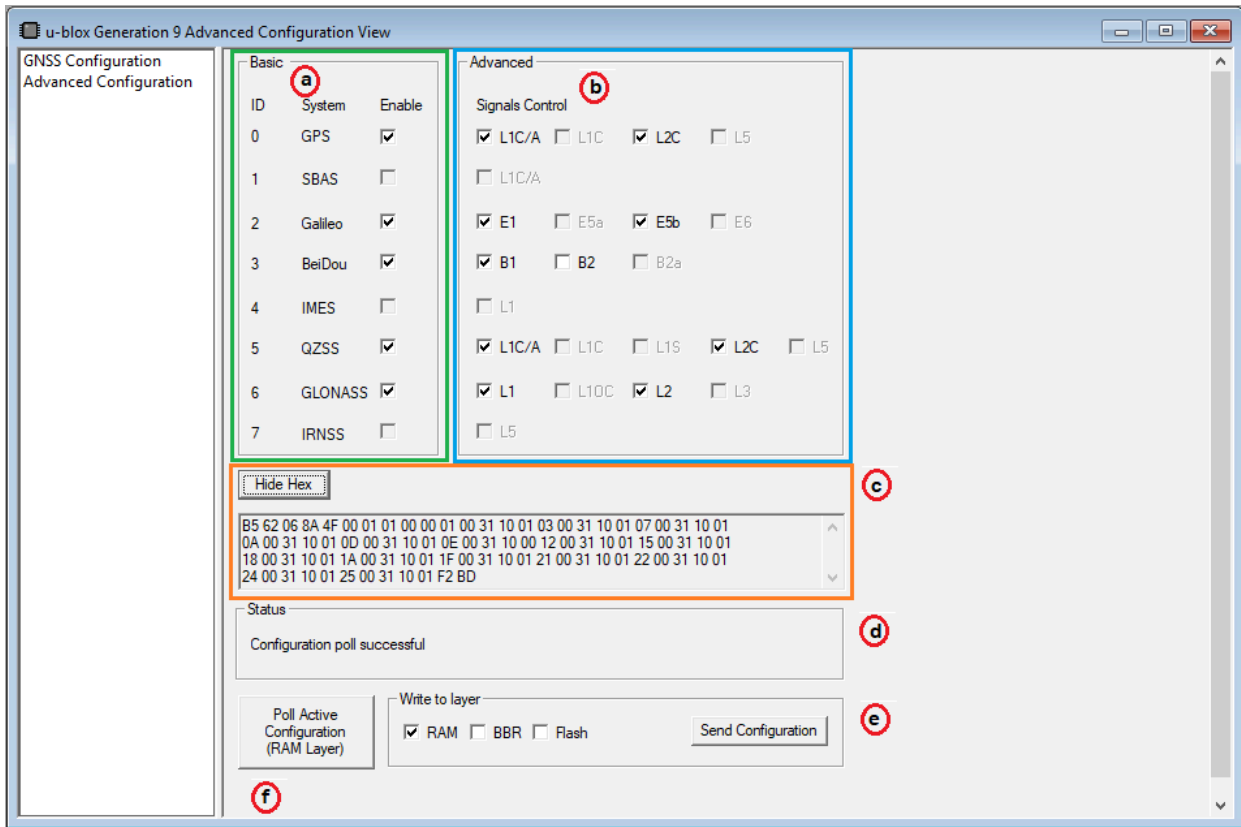 u-blox Generation 9 Advanced Configuration View
GNSS Configuration
Advanced Configuration
Basic
a
ID System Enable
0 GPS
1 SBAS
2 Galileo
3 BeiDou
4 IMES
5 QZSS
6 GLONASS
7 IRNSS
Advanced
b
Signals Control
L1C/A L1C L2C L5
L1C/A
E1 E5a E5b E6
B1 B2 B2a
L1
L1C/A L1C L1S L2C L5
L1 L1OC L2 L3
L5
Hide Hex
c
B5 62 06 8A 4F 00 01 01 00 00 01 00 31 10 01 03 00 31 10 01 07 00 31 10 01
0A 00 31 10 01 0D 00 31 10 01 0E 00 31 10 00 12 00 31 10 01 15 00 31 10 01
18 00 31 10 01 1A 00 31 10 01 1F 00 31 10 01 21 00 31 10 01 22 00 31 10 01
24 00 31 10 01 25 00 31 10 01 F2 BD
Status
d
Configuration poll successful
Poll Active
Configuration
(RAM Layer)
Write to layer
RAM BBR Flash
Send Configuration
e
f